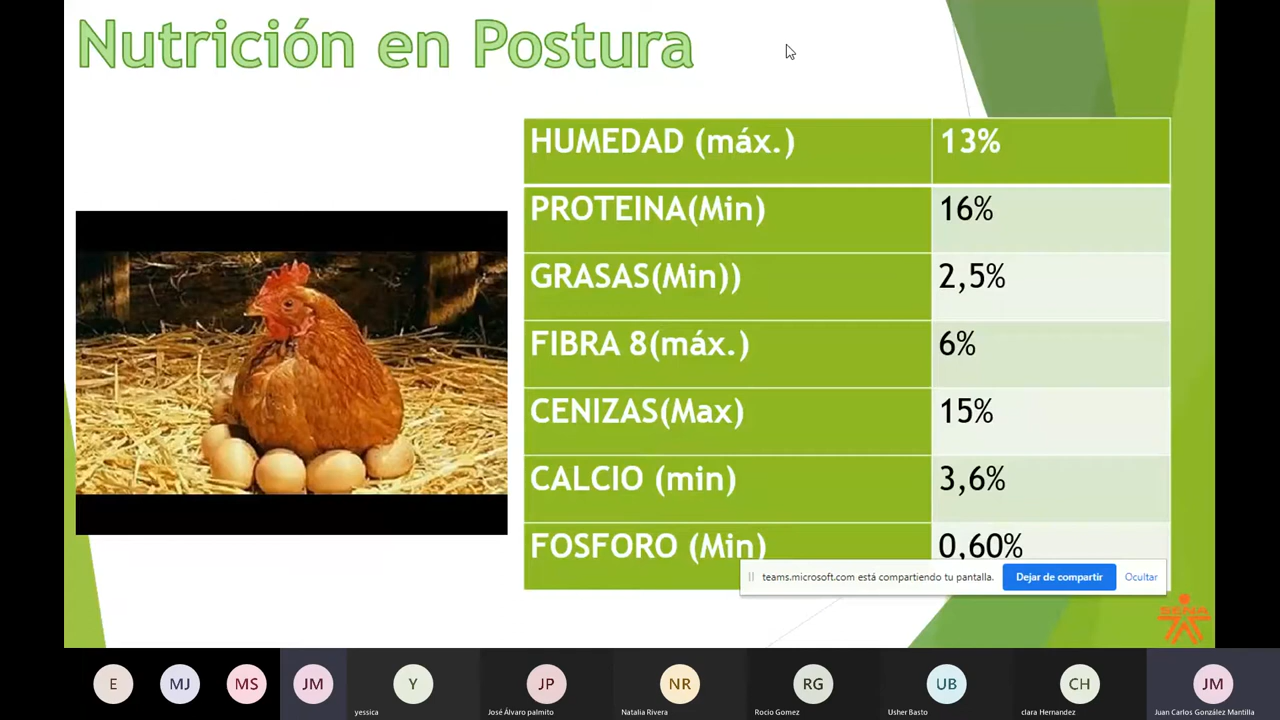 Nutrición en Postura
HUMEDAD (máx.) 13%
PROTEINA(Min) 16%
GRASAS(Min)) 2,5%
FIBRA 8(máx.) 6%
CENIZAS(Max) 15%
CALCIO (min) 3,6%
FOSFORO (Min) 0,60%
teams.microsoft.com está compartiendo tu pantalla. Dejar de compartir Ocultar
SENA
E MJ MS JM Y JP NR RG UB CH JM
yessica José Álvaro palmito Natalia Rivera Rocio Gomez Usher Basto clara Hernandez Juan Carlos González Mantilla